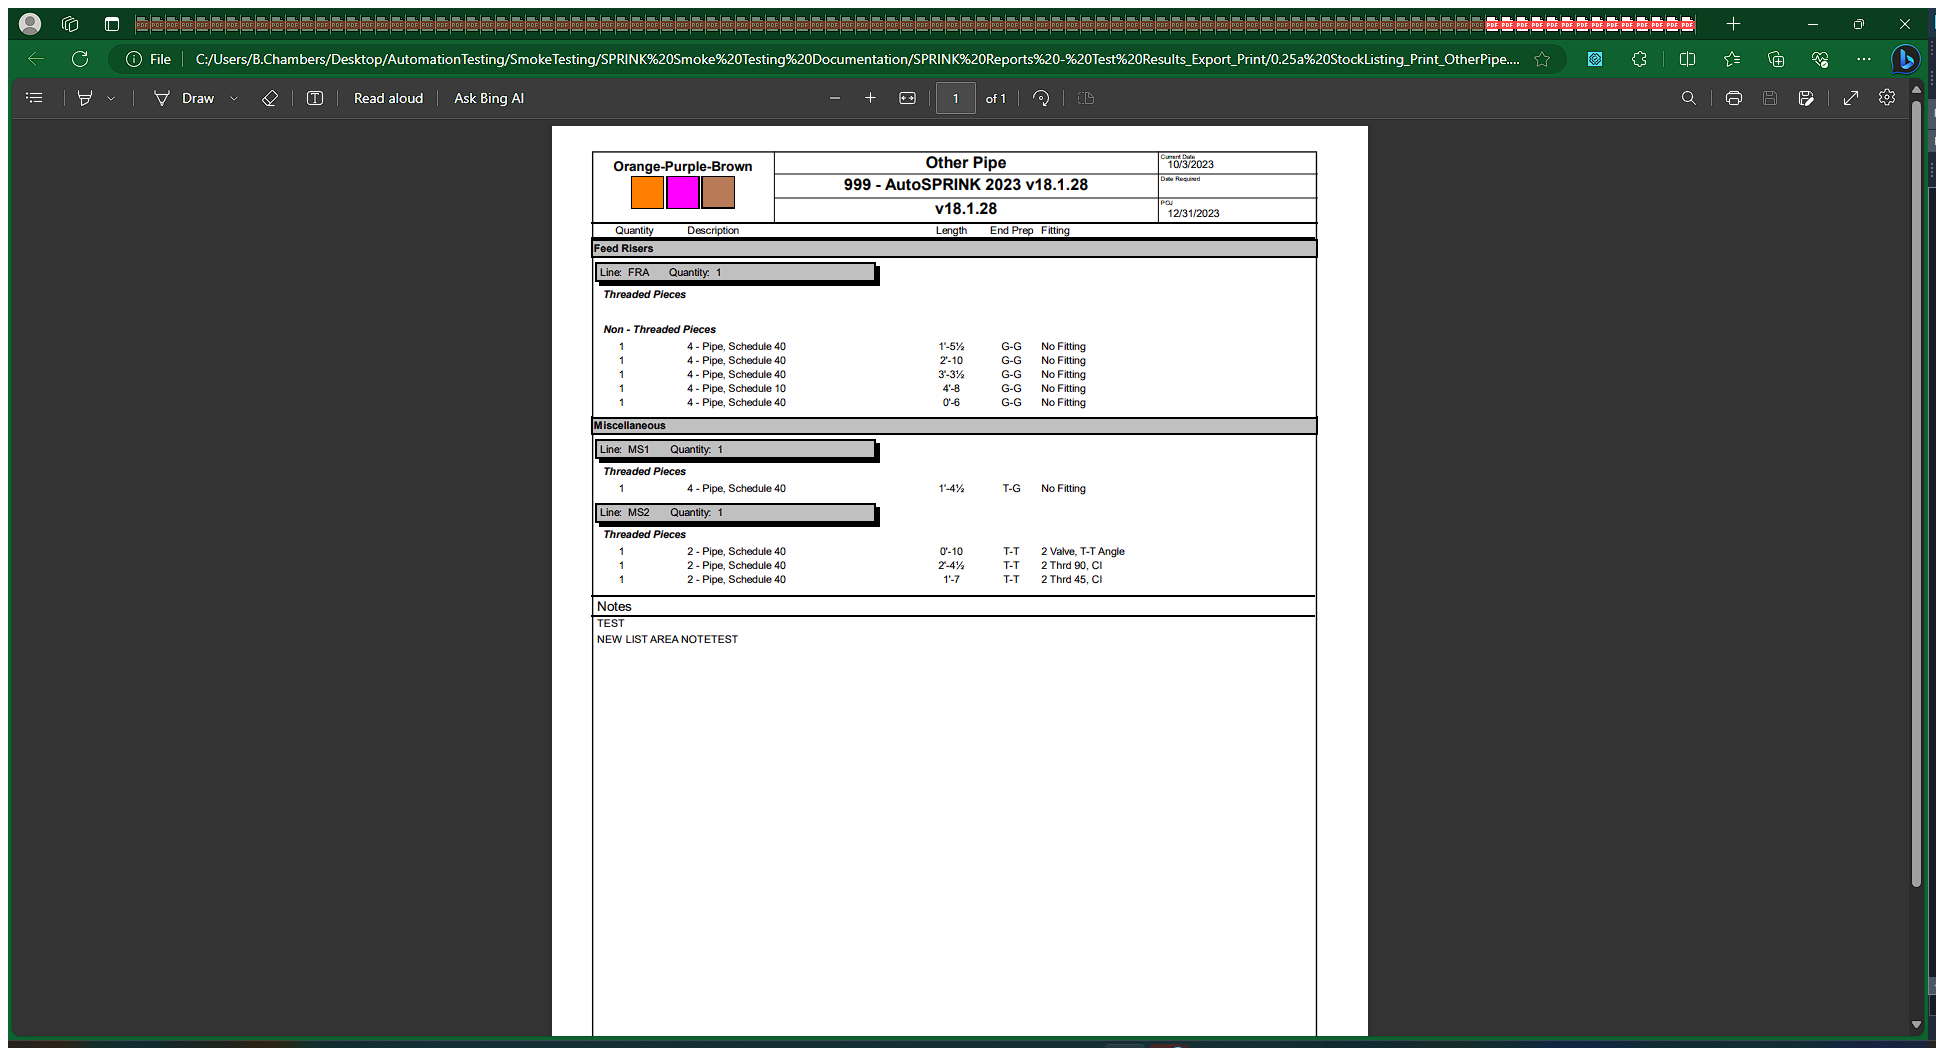 File C:/Users/B.Chambers/Desktop/AutomationTesting/SmokeTesting/SPRINK%20Smoke%20Testing%20Documentation/SPRINK%20Reports%20-%20Test%20Results_Export_Print/0.25a%20StockListing_Print_OtherPipe....
Draw Read aloud Ask Bing AI 1 of 1
Orange-Purple-Brown
Other Pipe
Current Date
10/3/2023
999 - AutoSPRINK 2023 v18.1.28
Date Required
v18.1.28
12/31/2023
Quantity Description Length End Prep Fitting
Feed Risers
Line: FRA Quantity: 1
Threaded Pieces
Non - Threaded Pieces
1 4 - Pipe, Schedule 40 1'-5½ G-G No Fitting
1 4 - Pipe, Schedule 40 2'-10 G-G No Fitting
1 4 - Pipe, Schedule 40 3'-3½ G-G No Fitting
1 4 - Pipe, Schedule 10 4'-8 G-G No Fitting
1 4 - Pipe, Schedule 40 0'-6 G-G No Fitting
Miscellaneous
Line: MS1 Quantity: 1
Threaded Pieces
1 4 - Pipe, Schedule 40 1'-4½ T-G No Fitting
Line: MS2 Quantity: 1
Threaded Pieces
1 2 - Pipe, Schedule 40 0'-10 T-T 2 Valve, T-T Angle
1 2 - Pipe, Schedule 40 2'-4½ T-T 2 Thrd 90, CI
1 2 - Pipe, Schedule 40 1'-7 T-T 2 Thrd 45, CI
Notes
TEST
NEW LIST AREA NOTETEST